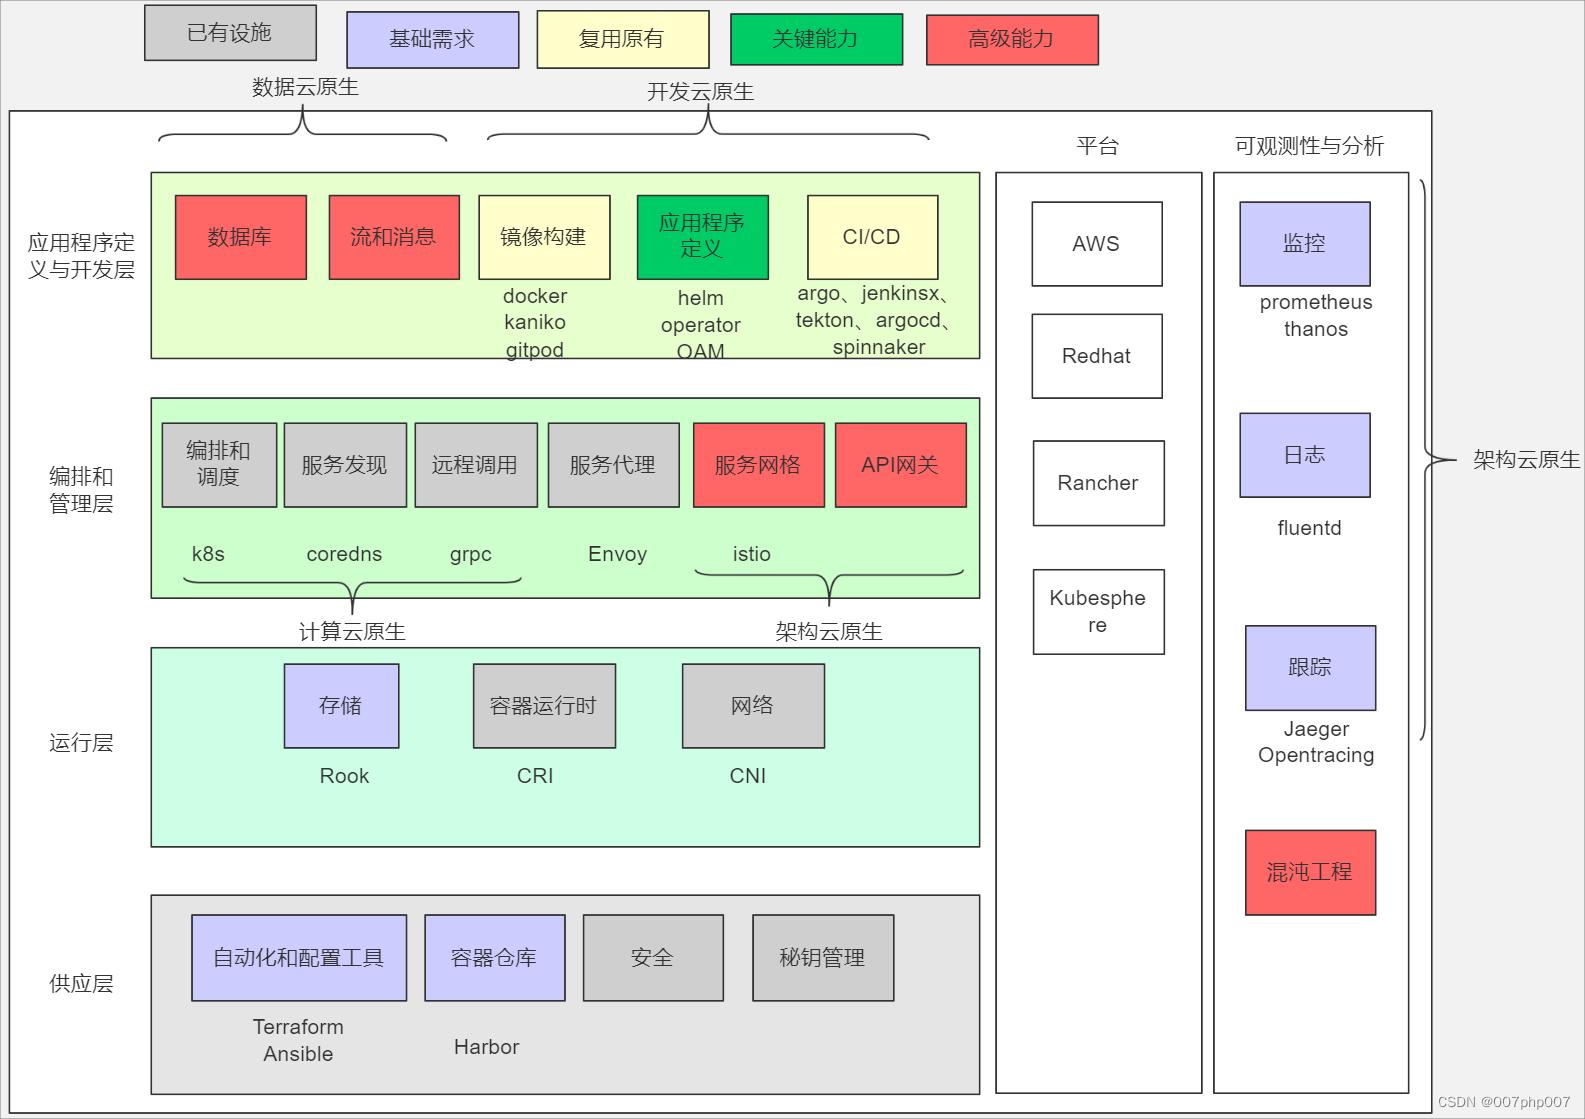 已有设施
基础需求
复用原有
关键能力
高级能力
数据云原生
开发云原生
平台
可观测性与分析
应用程序定
义与开发层
数据库
流和消息
镜像构建
应用程序
定义
CI/CD
docker
kaniko
gitpod
helm
operator
OAM
argo、jenkinsx、
tekton、argocd、
spinnaker
编排和
管理层
编排和
调度
服务发现
远程调用
服务代理
服务网格
API网关
k8s
coredns
grpc
Envoy
istio
计算云原生
架构云原生
运行层
存储
容器运行时
网络
Rook
CRI
CNI
供应层
自动化和配置工具
容器仓库
安全
秘钥管理
Terraform
Ansible
Harbor
AWS
Redhat
Rancher
Kubesphe
re
监控
prometheus
thanos
日志
fluentd
跟踪
Jaeger
Opentracing
混沌工程
架构云原生
CSDN @007php007